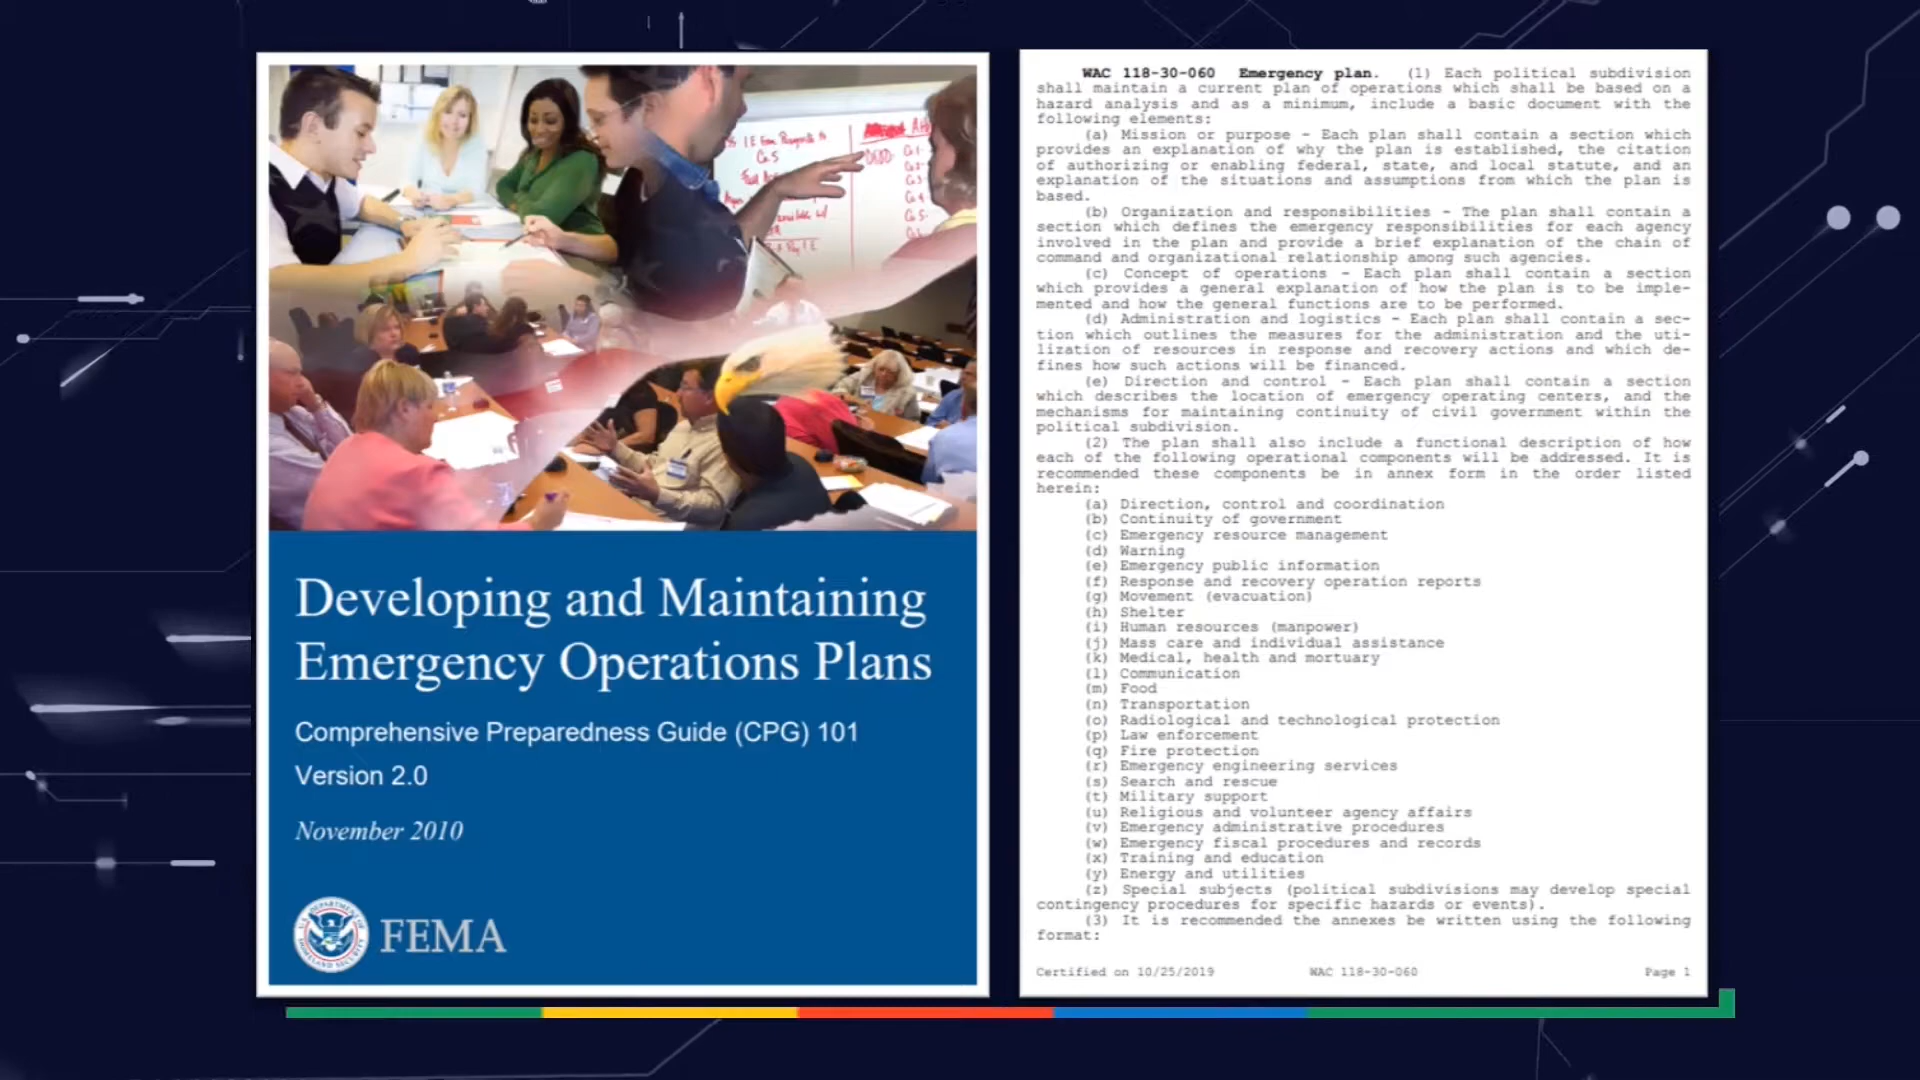 Developing and Maintaining
Emergency Operations Plans
Comprehensive Preparedness Guide (CPG) 101
Version 2.0
November 2010
FEMA
WAC 118-30-060 Emergency plan. (1) Each political subdivision
shall maintain a current plan of operations which shall be based on a
hazard analysis and as a minimum, include a basic document with the
following elements:
(a) Mission or purpose - Each plan shall contain a section which
provides an explanation of why the plan is established, the citation
of authorizing or enabling federal, state, and local statute, and an
explanation of the situations and assumptions from which the plan is
based.
(b) Organization and responsibilities - The plan shall contain a
section which defines the emergency responsibilities for each agency
involved in the plan and provide a brief explanation of the chain of
command and organizational relationship among such agencies.
(c) Concept of operations - Each plan shall contain a section
which provides a general explanation of how the plan is to be imple-
mented and how the general functions are to be performed.
(d) Administration and logistics - Each plan shall contain a sec-
tion which outlines the measures for the administration and the uti-
lization of resources in response and recovery actions and which de-
fines how such actions will be financed.
(e) Direction and control - Each plan shall contain a section
which describes the location of emergency operating centers, and the
mechanisms for maintaining continuity of civil government within the
political subdivision.
(2) The plan shall also include a functional description of how
each of the following operational components will be addressed. It is
recommended these components be in annex form in the order listed
herein:
(a) Direction, control and coordination
(b) Continuity of government
(c) Emergency resource management
(d) Warning
(e) Emergency public information
(f) Response and recovery operation reports
(g) Movement (evacuation)
(h) Shelter
(i) Human resources (manpower)
(j) Mass care and individual assistance
(k) Medical, health and mortuary
(l) Communication
(m) Food
(n) Transportation
(o) Radiological and technological protection
(p) Law enforcement
(q) Fire protection
(r) Emergency engineering services
(s) Search and rescue
(t) Military support
(u) Religious and volunteer agency affairs
(v) Emergency administrative procedures
(w) Emergency fiscal procedures and records
(x) Training and education
(y) Energy and utilities
(z) Special subjects (political subdivisions may develop special
contingency procedures for specific hazards or events).
(3) It is recommended the annexes be written using the following
format:
Certified on 10/25/2019 WAC 118-30-060 Page 1